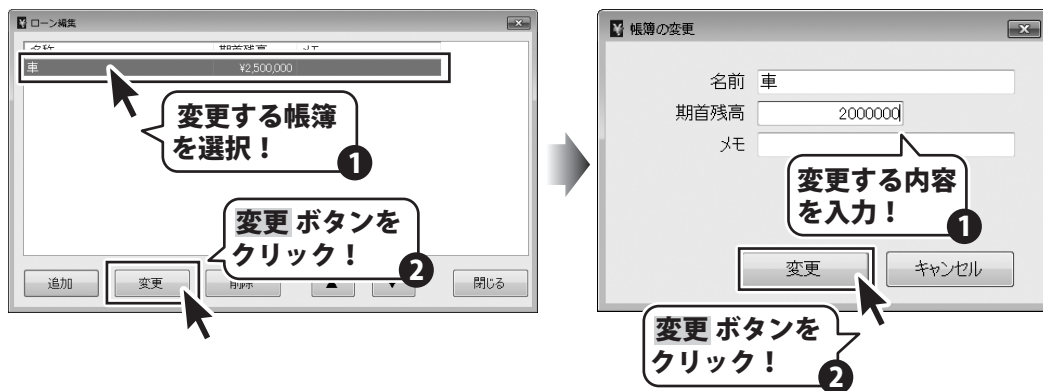 ローン編集
名称 期首残高 メモ
車 ¥2,500,000
変更する帳簿
を選択！
1
変更 ボタンを
クリック！
2
追加 変更 削除 ▲ ▼ 閉じる
帳簿の変更
名前 車
期首残高 2000000
メモ
変更する内容
を入力！
1
変更 キャンセル
変更 ボタンを
クリック！
2